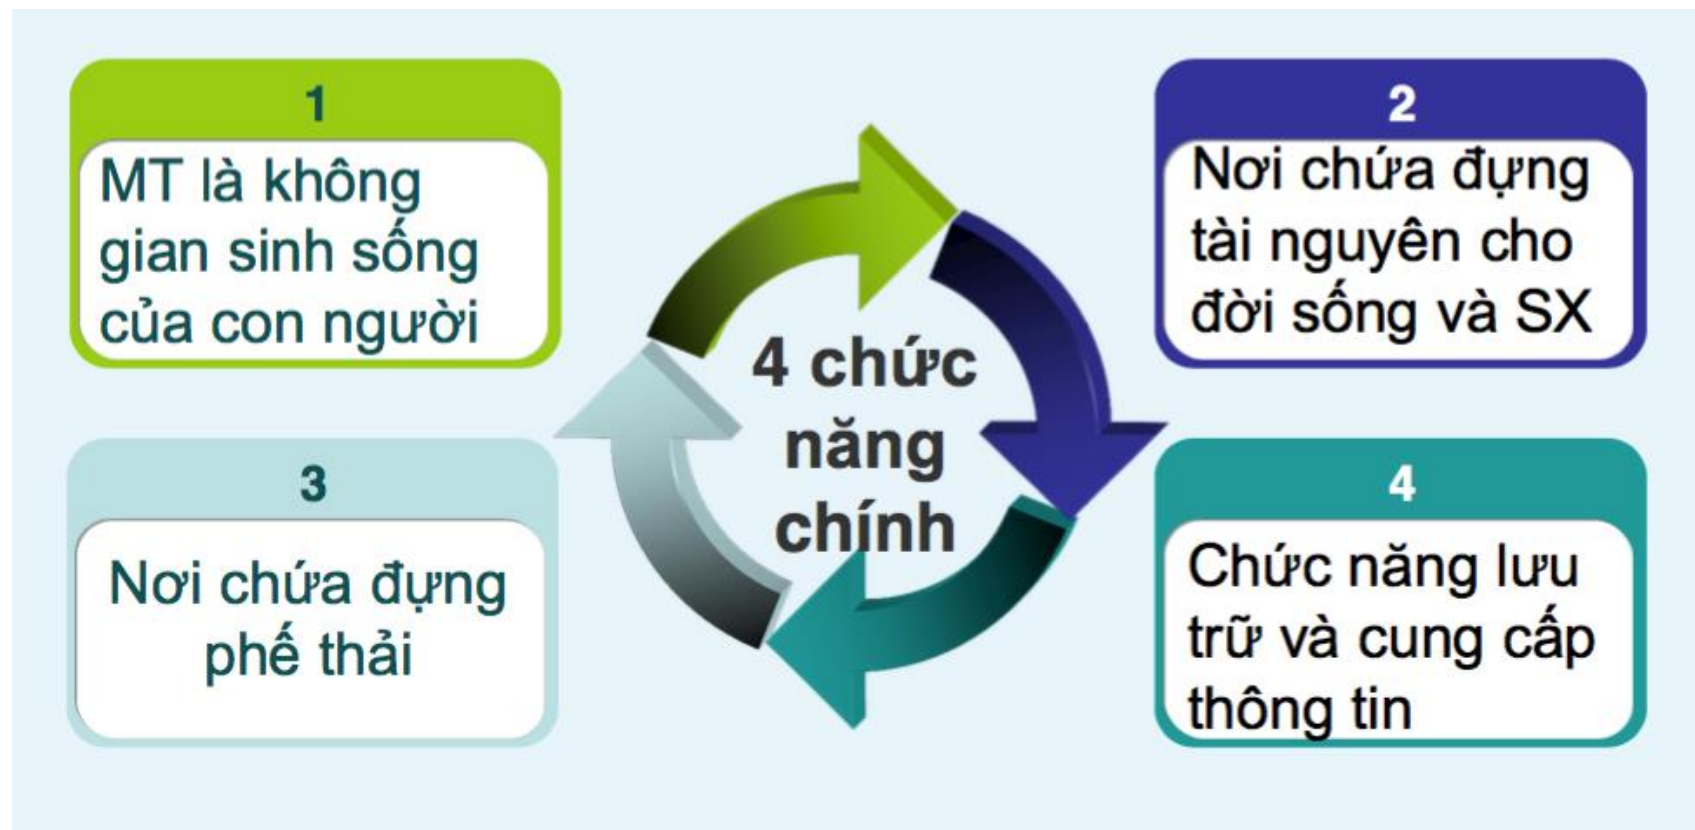 1
MT là không
gian sinh sống
của con người
2
Nơi chứa đựng
tài nguyên cho
đời sống và SX
4 chức
năng
chính
3
Nơi chứa đựng
phế thải
4
Chức năng lưu
trữ và cung cấp
thông tin